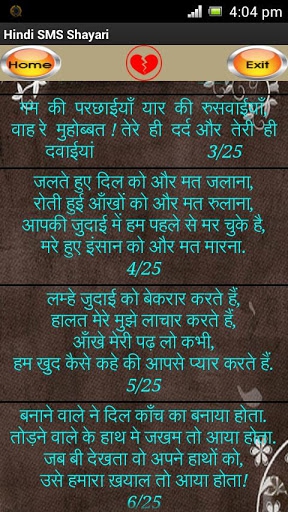 4:04 pm
Hindi SMS Shayari
Home
Exit
ग़म की परछाईयाँ यार की रुसवाईयाँ
वाह रे मुहोब्बत ! तेरे ही दर्द और तेरी ही
दवाईयां 3/25
जलते हुए दिल को और मत जलाना,
रोती हुई आँखों को और मत रुलाना,
आपकी जुदाई में हम पहले से मर चुके है,
मरे हुए इंसान को और मत मारना.
4/25
लम्हे जुदाई को बेकरार करते हैं,
हालत मेरे मुझे लाचार करते हैं,
आँखे मेरी पढ़ लो कभी,
हम खुद कैसे कहे की आपसे प्यार करते हैं.
5/25
बनाने वाले ने दिल काँच का बनाया होता.
तोड़ने वाले के हाथ मे जखम तो आया होता.
जब बी देखता वो अपने हाथों को,
उसे हमारा ख़याल तो आया होता!
6/25